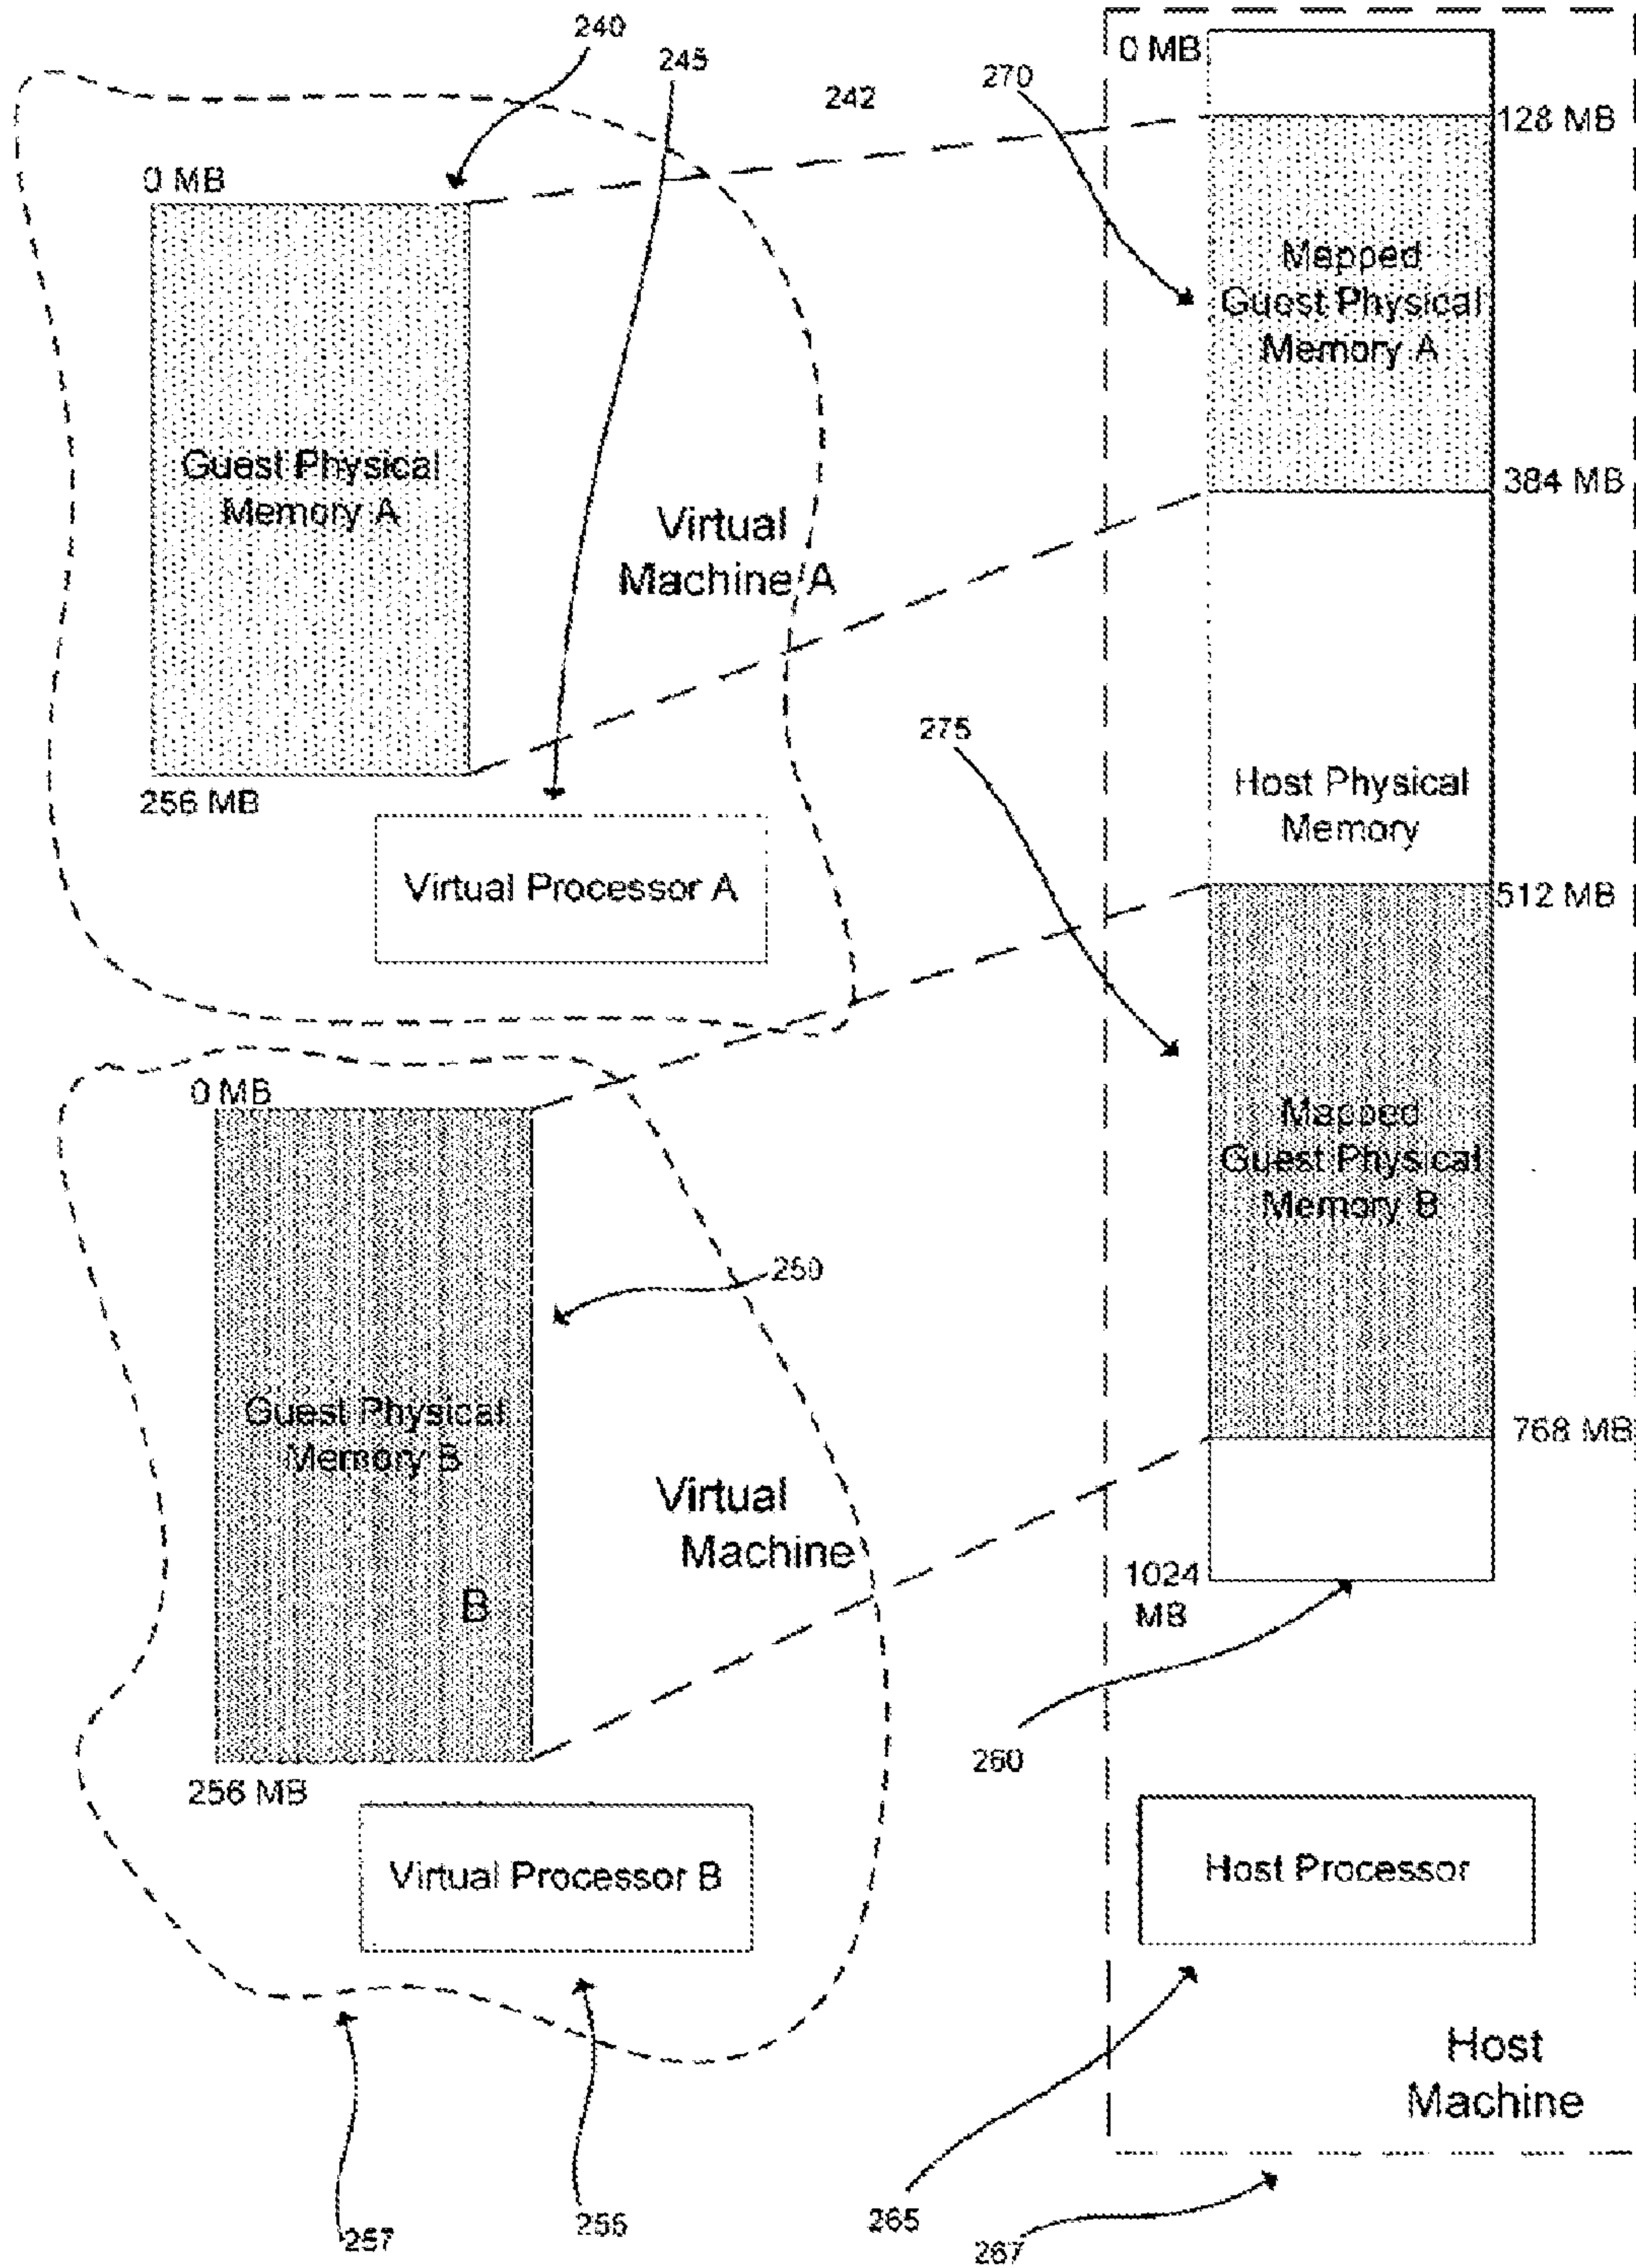 240
245
242
270
0 MB
128 MB
0 MB
Mapped
Guest Physical
Memory A
Guest Physical
Memory A
384 MB
Virtual
Machine A
275
Host Physical
Memory
256 MB
Virtual Processor A
512 MB
0 MB
Mapped
Guest Physical
Memory B
250
Guest Physical
Memory B
768 MB
Virtual
Machine
B
1024
MB
260
256 MB
Virtual Processor B
Host Processor
Host
Machine
257
255
265
267